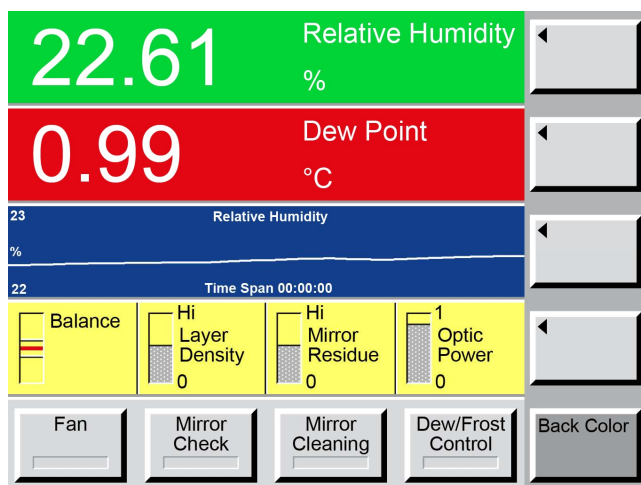 22.61
Relative Humidity
%
0.99
Dew Point
°C
23
Relative Humidity
%
22
Time Span 00:00:00
Balance
Hi
Layer
Density
0
Hi
Mirror
Residue
0
1
Optic
Power
0
Fan
Mirror
Check
Mirror
Cleaning
Dew/Frost
Control
Back Color